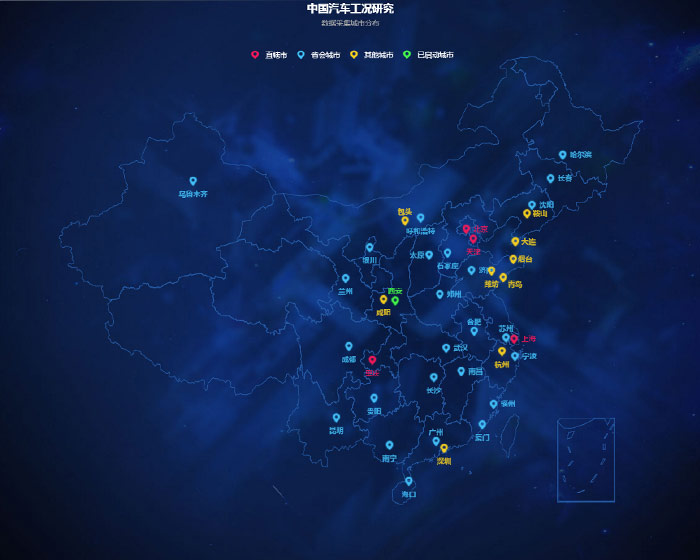 中国汽车工况研究
数据采集城市分布
直辖市 省会城市 其他城市 已启动城市
哈尔滨
长春
乌鲁木齐
沈阳
包头
鞍山
呼和浩特
北京
大连
天津
银川
太原
石家庄
烟台
济南
潍坊
青岛
兰州
西安
郑州
咸阳
合肥
苏州
上海
武汉
宁波
成都
杭州
重庆
南昌
长沙
贵阳
福州
昆明
广州
厦门
南宁
深圳
海口